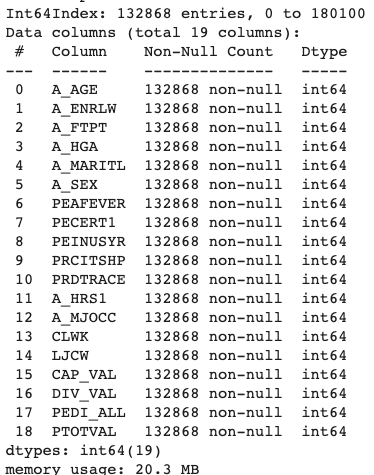 Int64Index: 132868 entries, 0 to 180100
Data columns (total 19 columns):
 #   Column    Non-Null Count   Dtype
---  ------    --------------   -----
 0   A_AGE     132868 non-null  int64
 1   A_ENRLW   132868 non-null  int64
 2   A_FTPT    132868 non-null  int64
 3   A_HGA     132868 non-null  int64
 4   A_MARITL  132868 non-null  int64
 5   A_SEX     132868 non-null  int64
 6   PEAFEVER  132868 non-null  int64
 7   PECERT1   132868 non-null  int64
 8   PEINUSYR  132868 non-null  int64
 9   PRCITSHP  132868 non-null  int64
 10  PRDTRACE  132868 non-null  int64
 11  A_HRS1    132868 non-null  int64
 12  A_MJOCC   132868 non-null  int64
 13  CLWK      132868 non-null  int64
 14  LJCW      132868 non-null  int64
 15  CAP_VAL   132868 non-null  int64
 16  DIV_VAL   132868 non-null  int64
 17  PEDI_ALL  132868 non-null  int64
 18  PTOTVAL   132868 non-null  int64
dtypes: int64(19)
memory usage: 20.3 MB